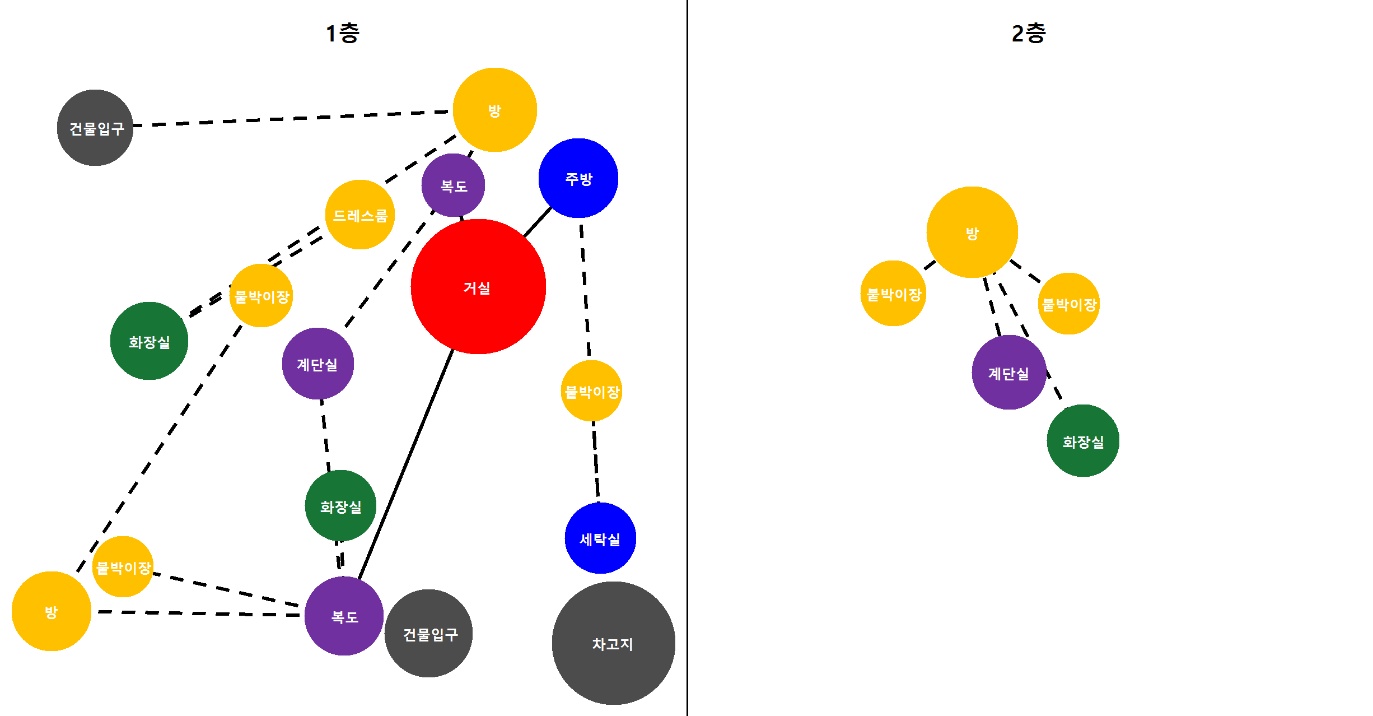 1층
2층
건물입구
방
복도
주방
드레스룸
거실
붙박이장
화장실
계단실
붙박이장
화장실
세탁실
붙박이장
방
복도
건물입구
차고지
방
붙박이장
붙박이장
계단실
화장실